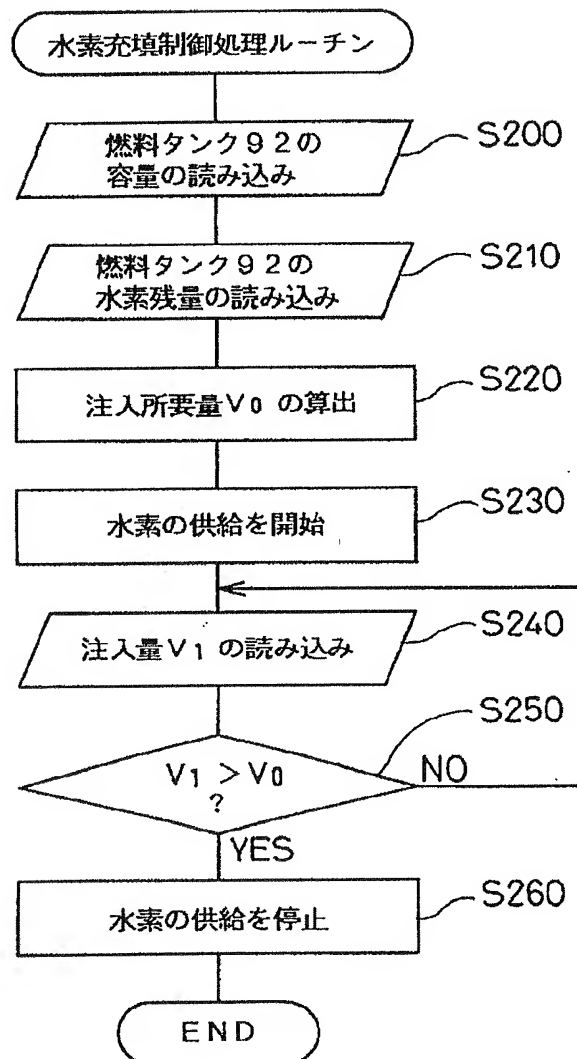 水素充填制御処理ルーチン
燃料タンク92の
容量の読み込み
S200
燃料タンク92の
水素残量の読み込み
S210
注入所要量V0 の算出
S220
水素の供給を開始
S230
注入量V1 の読み込み
S240
V1 > V0
?
S250
NO
YES
水素の供給を停止
S260
END